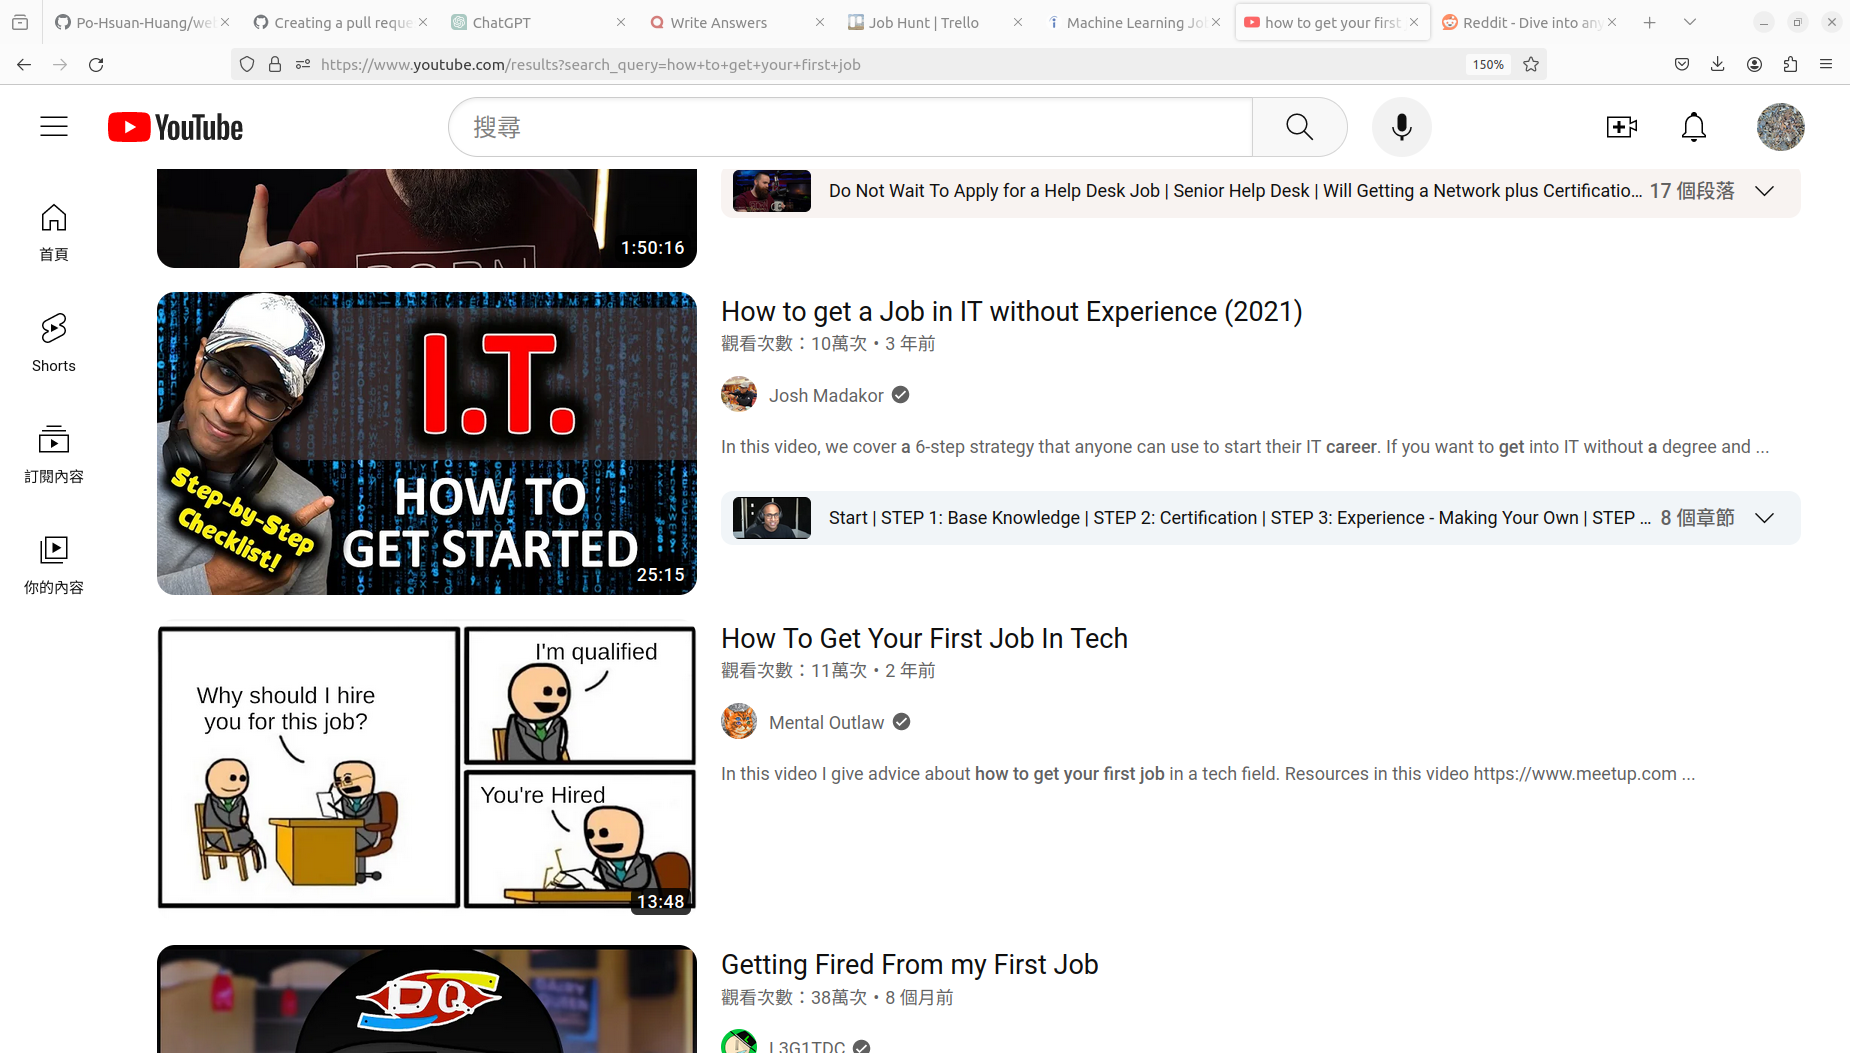 Po-Hsuan-Huang/we
Creating a pull reque
ChatGPT
Write Answers
Job Hunt | Trello
Machine Learning Jo
how to get your first
Reddit - Dive into any
https://www.youtube.com/results?search_query=how+to+get+your+first+job
150%
YouTube
搜尋
首頁
Shorts
訂閱內容
你的內容
1:50:16
Do Not Wait To Apply for a Help Desk Job | Senior Help Desk | Will Getting a Network plus Certificatio...
17 個段落
I.T.
HOW TO
GET STARTED
Step-by-Step
Checklist!
25:15
How to get a Job in IT without Experience (2021)
觀看次數：10萬次・3 年前
Josh Madakor
In this video, we cover a 6-step strategy that anyone can use to start their IT career. If you want to get into IT without a degree and ...
Start | STEP 1: Base Knowledge | STEP 2: Certification | STEP 3: Experience - Making Your Own | STEP ...
8 個章節
Why should I hire
you for this job?
I'm qualified
You're Hired
13:48
How To Get Your First Job In Tech
觀看次數：11萬次・2 年前
Mental Outlaw
In this video I give advice about how to get your first job in a tech field. Resources in this video https://www.meetup.com ...
DQ
Getting Fired From my First Job
觀看次數：38萬次・8 個月前
L3G1TDC